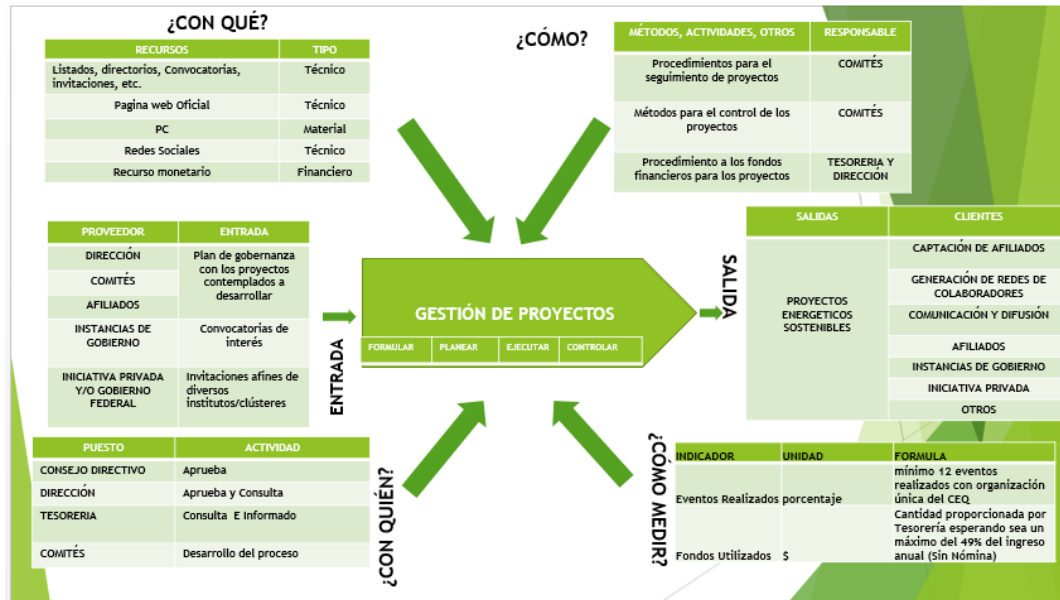 ¿CON QUÉ?
RECURSOS TIPO
Listados, directorios, Convocatorias, Técnico
invitaciones, etc.
Pagina web Oficial Técnico
PC Material
Redes Sociales Técnico
Recurso monetario Financiero
¿CÓMO?
MÉTODOS, ACTIVIDADES, OTROS RESPONSABLE
Procedimientos para el COMITÉS
seguimiento de proyectos
Métodos para el control de los COMITÉS
proyectos
Procedimiento a los fondos TESORERIA Y
financieros para los proyectos DIRECCIÓN
PROVEEDOR ENTRADA
DIRECCIÓN Plan de gobernanza
con los proyectos
COMITÉS contemplados a
desarrollar
AFILIADOS
INSTANCIAS DE Convocatorias de
GOBIERNO interés
INICIATIVA PRIVADA Invitaciones afines de
Y/O GOBIERNO diversos
FEDERAL institutos/clústeres
ENTRADA
GESTIÓN DE PROYECTOS
FORMULAR PLANEAR EJECUTAR CONTROLAR
SALIDA
SALIDAS CLIENTES
CAPTACIÓN DE AFILIADOS
GENERACIÓN DE REDES DE
COLABORADORES
PROYECTOS COMUNICACIÓN Y DIFUSIÓN
ENERGETICOS
SOSTENIBLES
AFILIADOS
INSTANCIAS DE GOBIERNO
INICIATIVA PRIVADA
OTROS
PUESTO ACTIVIDAD
CONSEJO DIRECTIVO Aprueba
DIRECCIÓN Aprueba y Consulta
TESORERIA Consulta E Informado
COMITÉS Desarrollo del proceso
¿CON QUIÉN?
¿CÓMO MEDIR?
INDICADOR UNIDAD FORMULA
mínimo 12 eventos
realizados con organización
Eventos Realizados porcentaje única del CEQ
Cantidad proporcionada por
Tesorería esperando sea un
máximo del 49% del ingreso
Fondos Utilizados $ anual (Sin Nómina)